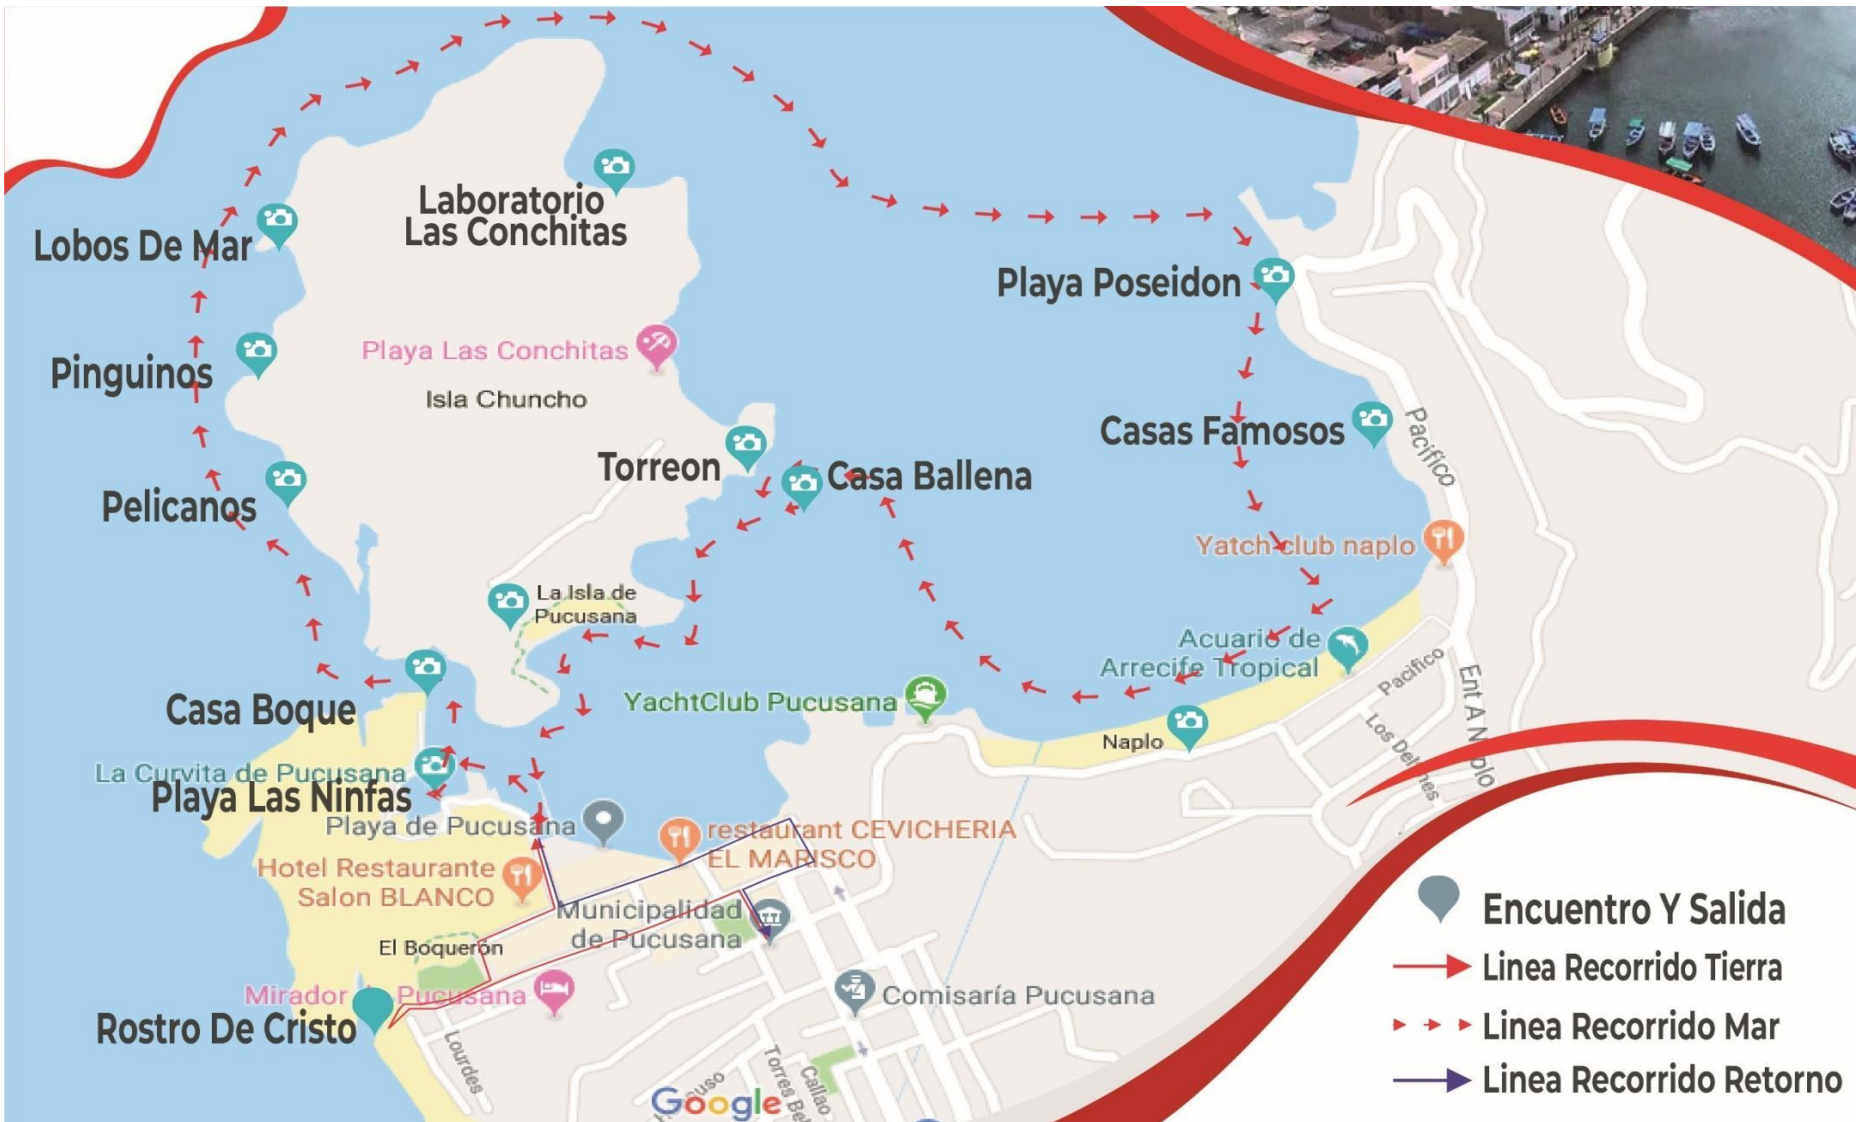 Laboratorio
Las Conchitas
Lobos De Mar
Playa Poseidon
Pinguinos
Playa Las Conchitas
Isla Chuncho
Casas Famosos
Pacifico
Torreon
Casa Ballena
Pelicanos
Yatch club naplo
La Isla de
Pucusana
Acuario de
Arrecife Tropical
Pacifico
Ent A Naplo
Casa Boque
YachtClub Pucusana
Naplo
Los Delfines
La Curvita de Pucusana
Playa Las Ninfas
Playa de Pucusana
restaurant CEVICHERIA
EL MARISCO
Hotel Restaurante
Salon BLANCO
Municipalidad
de Pucusana
El Boquerón
Mirador de Pucusana
Rostro De Cristo
Comisaría Pucusana
Lourdes
Callao
Google
Encuentro Y Salida
Linea Recorrido Tierra
Linea Recorrido Mar
Linea Recorrido Retorno